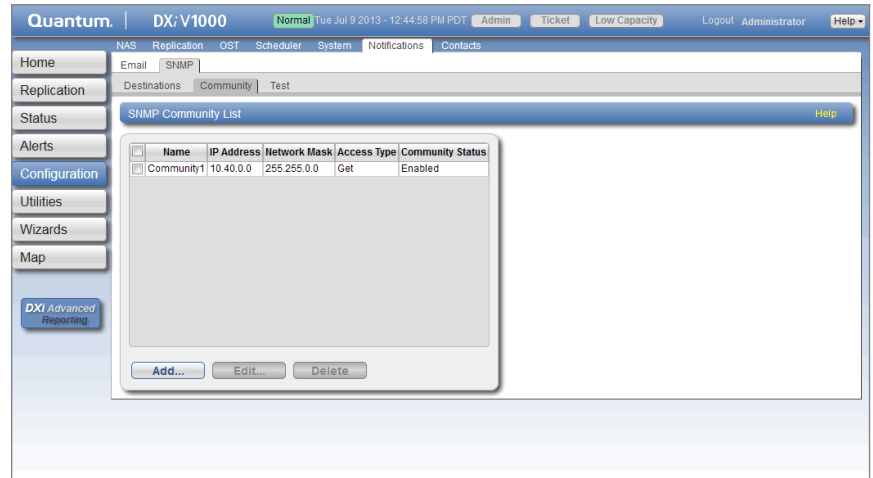 Quantum. DXi V1000 Normal Tue Jul 9 2013 - 12:44:58 PM PDT Admin Ticket Low Capacity Logout Administrator Help
NAS Replication OST Scheduler System Notifications Contacts
Home
Email SNMP
Replication
Destinations Community Test
Status
SNMP Community List Help
Alerts
Name IP Address Network Mask Access Type Community Status
Configuration
Community1 10.40.0.0 255.255.0.0 Get Enabled
Utilities
Wizards
Map
DXi Advanced
Reporting
Add... Edit... Delete